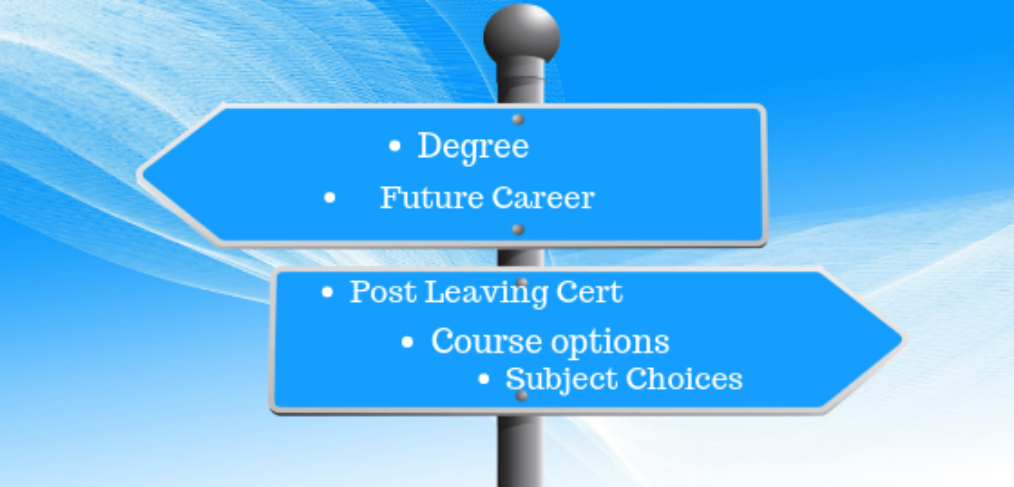 • Degree
• Future Career
• Post Leaving Cert
• Course options
• Subject Choices